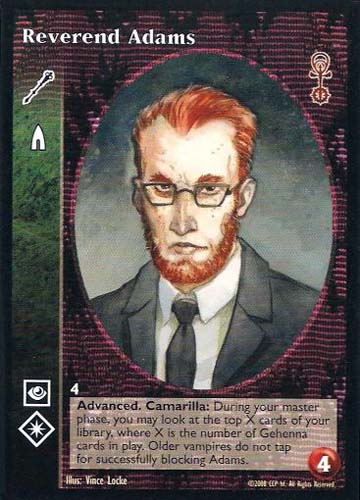 Reverend Adams
4
Advanced. Camarilla: During your master
phase, you may look at the top X cards of your
library, where X is the number of Gehenna
cards in play. Older vampires do not tap
for successfully blocking Adams.
4
Illus: Vince Locke
©2008 CCP hf. All Rights Reserved.